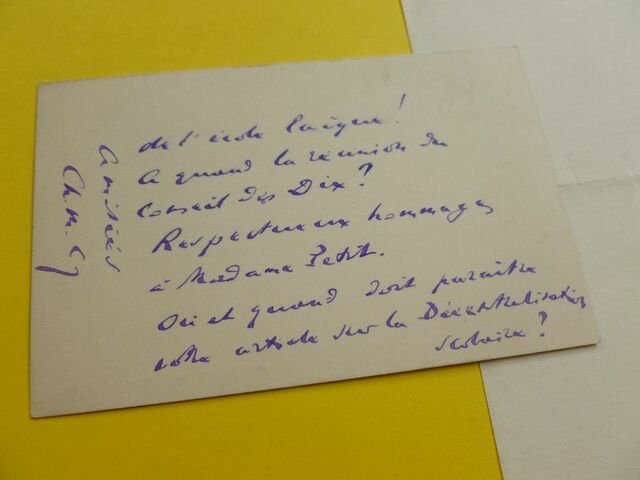 de l'école laïque!
A quand la réunion du
Conseil des Dix?
Respectueux hommages
à Madame Petit.
Où et quand doit paraître
votre article sur la Décentralisation
scolaire?
Amitiés
Ch. M.